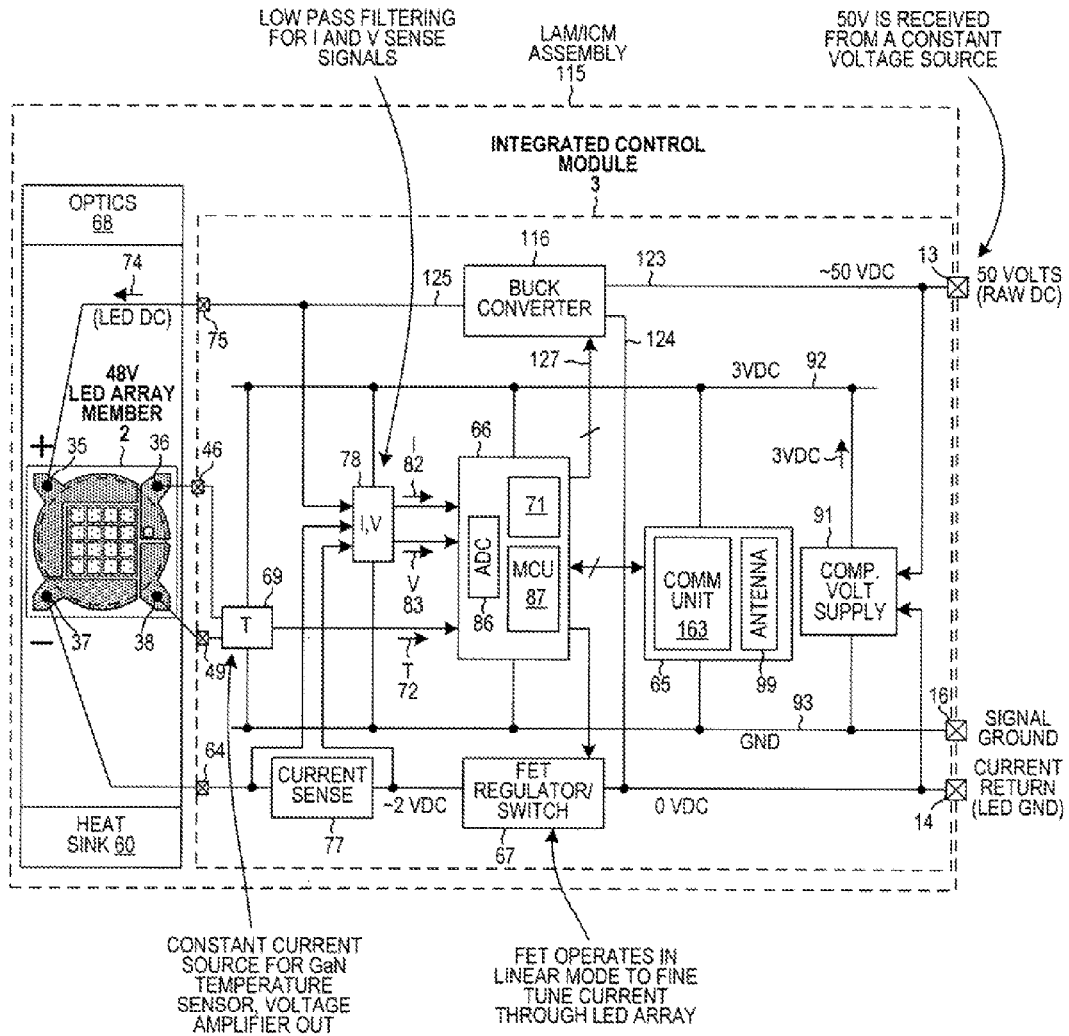 LOW PASS FILTERING
FOR I AND V SENSE
SIGNALS
LAM/ICM
ASSEMBLY
115
50V IS RECEIVED
FROM A CONSTANT
VOLTAGE SOURCE
INTEGRATED CONTROL
MODULE
3
OPTICS
68
74
(LED DC)
75
125
116
BUCK
CONVERTER
123
~50 VDC
13
50 VOLTS
(RAW DC)
124
127
3VDC
92
48V
LED ARRAY
MEMBER
2
+
35
36
46
78
I,V
I
82
V
83
66
71
ADC
86
MCU
87
3VDC
91
COMP.
VOLT
SUPPLY
COMM
UNIT
163
ANTENNA
65
99
69
T
T
72
37
38
–
49
93
GND
16
SIGNAL
GROUND
64
CURRENT
SENSE
77
~2 VDC
FET
REGULATOR/
SWITCH
67
0 VDC
14
CURRENT
RETURN
(LED GND)
HEAT
SINK 60
CONSTANT CURRENT
SOURCE FOR GaN
TEMPERATURE
SENSOR, VOLTAGE
AMPLIFIER OUT
FET OPERATES IN
LINEAR MODE TO FINE
TUNE CURRENT
THROUGH LED ARRAY